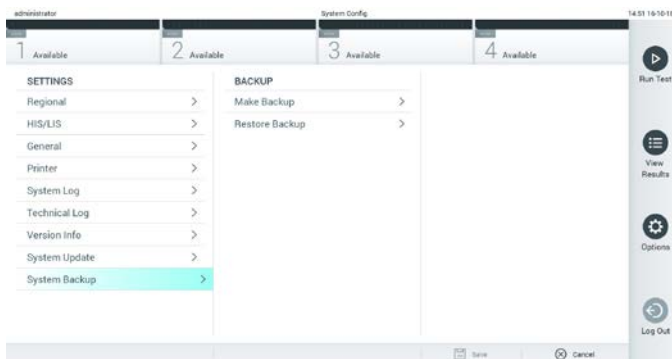 administrator
System Config
14:51 16-10-18
1 Available
2 Available
3 Available
4 Available
SETTINGS
Regional
HIS/LIS
General
Printer
System Log
Technical Log
Version Info
System Update
System Backup
BACKUP
Make Backup
Restore Backup
Run Test
View
Results
Options
Log Out
Save
Cancel